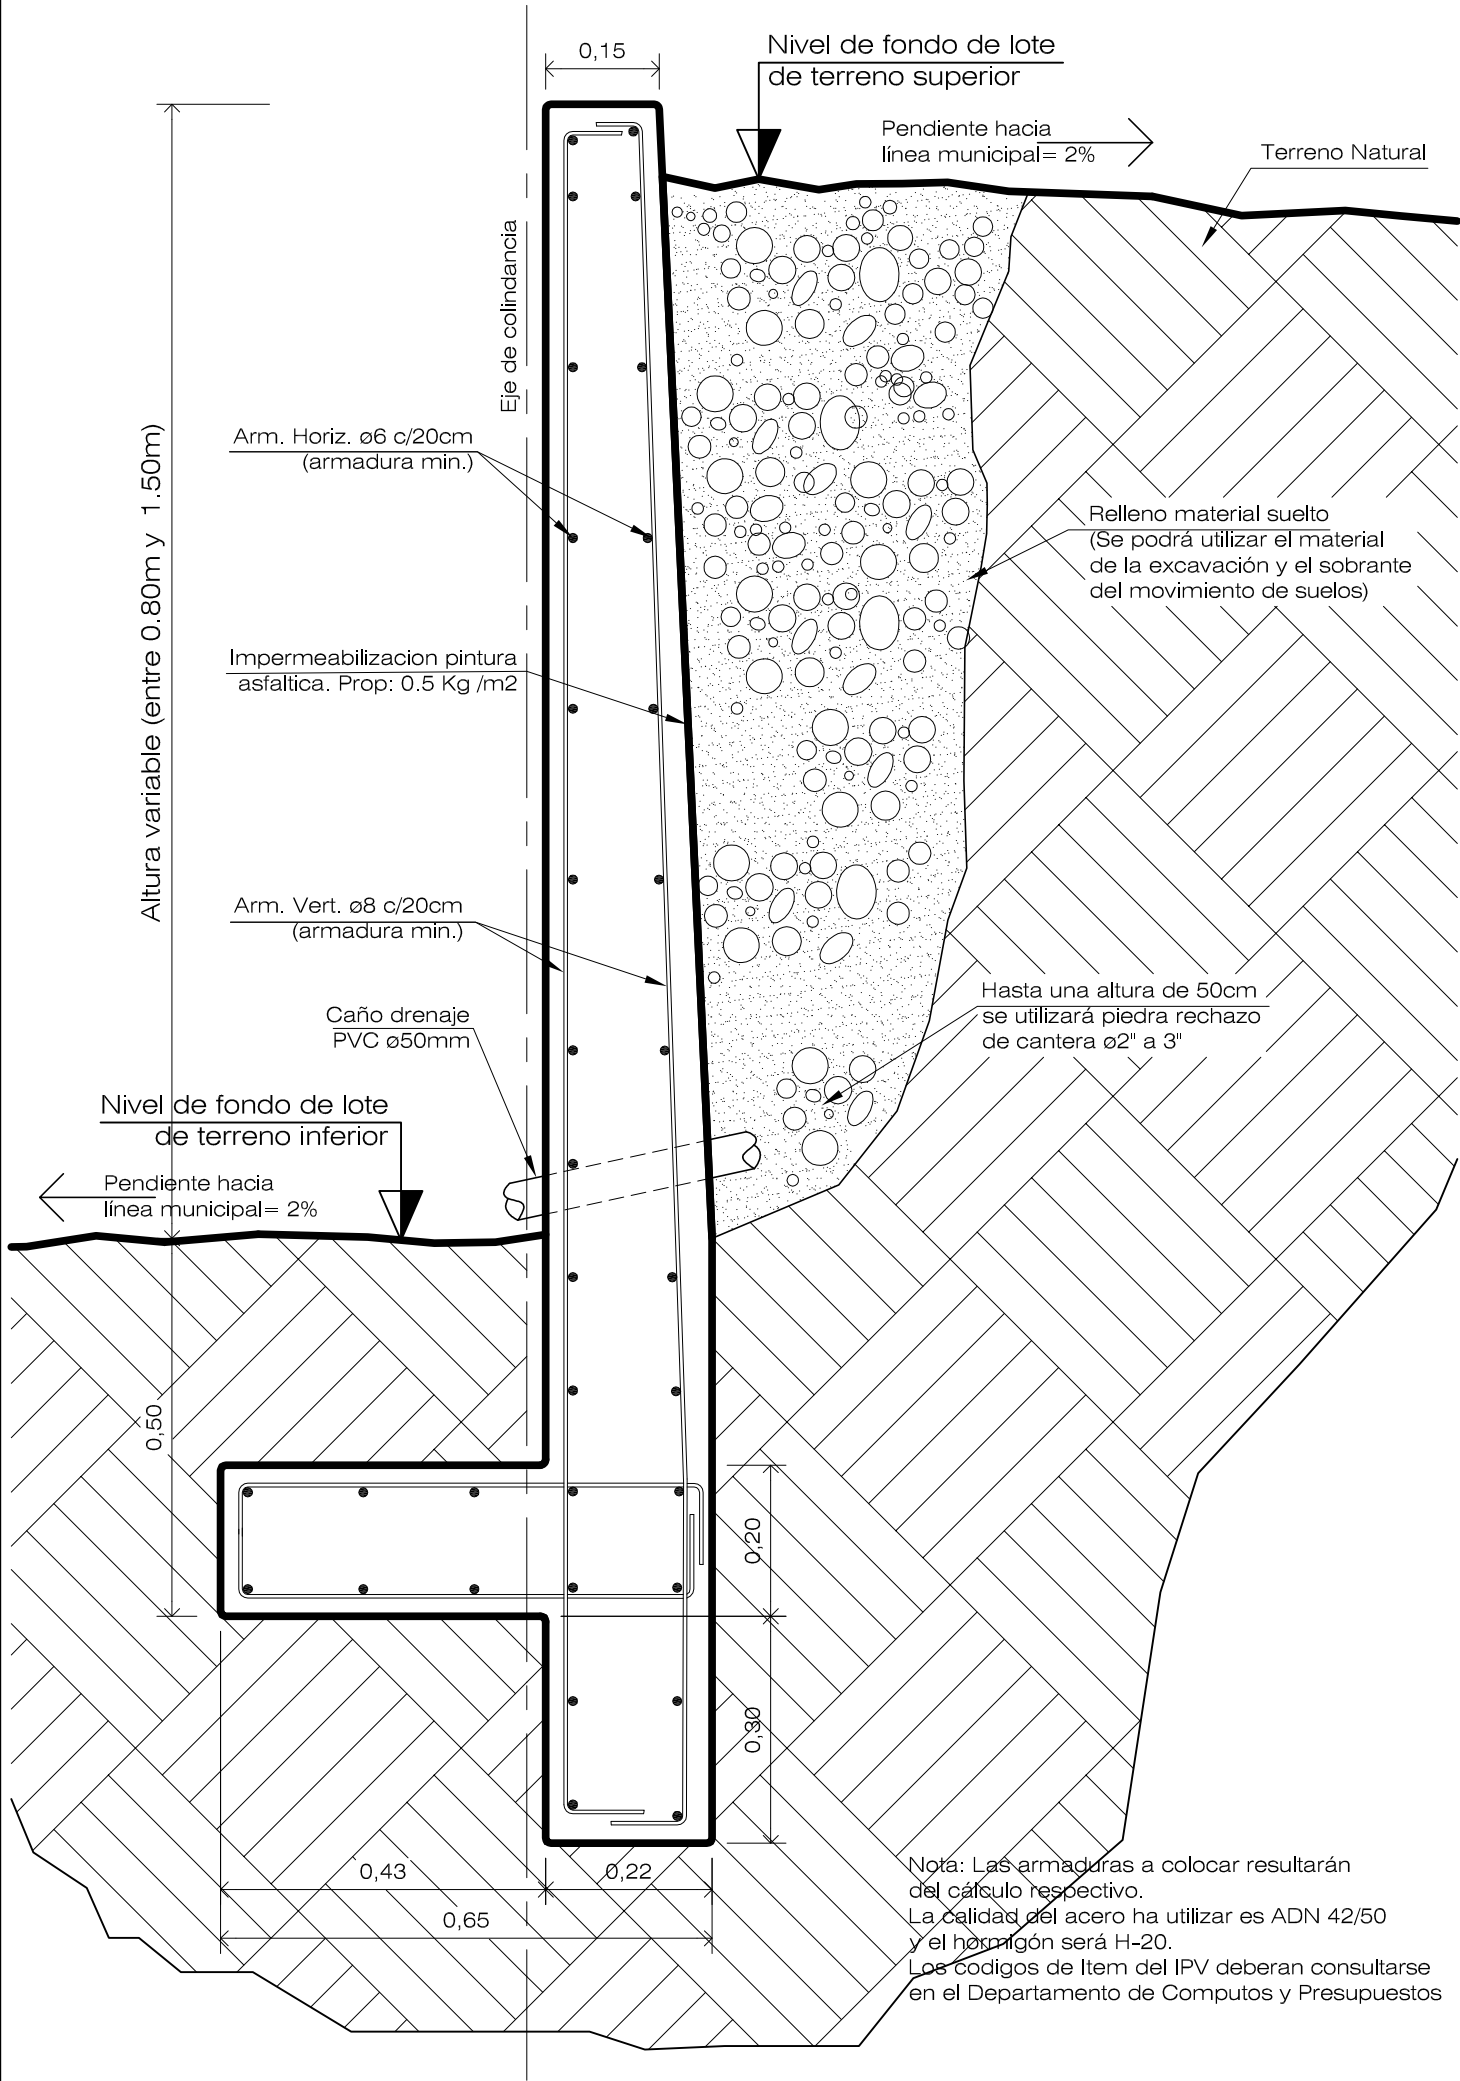 0,15
Nivel de fondo de lote
de terreno superior
Pendiente hacia
línea municipal= 2%
Terreno Natural
Eje de colindancia
Arm. Horiz. ø6 c/20cm
(armadura min.)
Altura variable (entre 0.80m y 1.50m)
Relleno material suelto
(Se podrá utilizar el material
de la excavación y el sobrante
del movimiento de suelos)
Impermeabilizacion pintura
asfaltica. Prop: 0.5 Kg /m2
Arm. Vert. ø8 c/20cm
(armadura min.)
Hasta una altura de 50cm
se utilizará piedra rechazo
de cantera ø2" a 3"
Caño drenaje
PVC ø50mm
Nivel de fondo de lote
de terreno inferior
Pendiente hacia
línea municipal= 2%
0,50
0,20
0,30
0,43
0,22
0,65
Nota: Las armaduras a colocar resultarán
del cálculo respectivo.
La calidad del acero ha utilizar es ADN 42/50
y el hormigón será H-20.
Los codigos de Item del IPV deberan consultarse
en el Departamento de Computos y Presupuestos